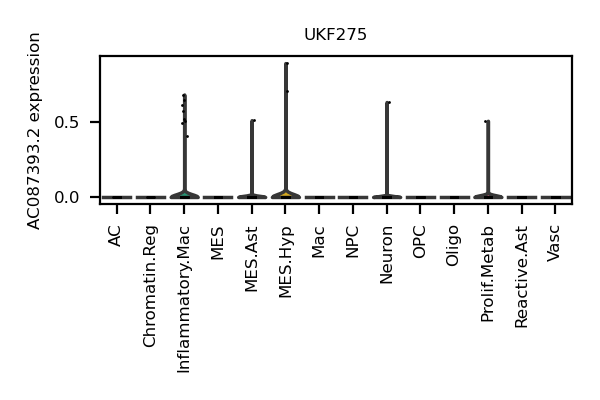 UKF275
AC087393.2 expression
0.5
0.0
AC
Chromatin.Reg
Inflammatory.Mac
MES
MES.Ast
MES.Hyp
Mac
NPC
Neuron
OPC
Oligo
Prolif.Metab
Reactive.Ast
Vasc